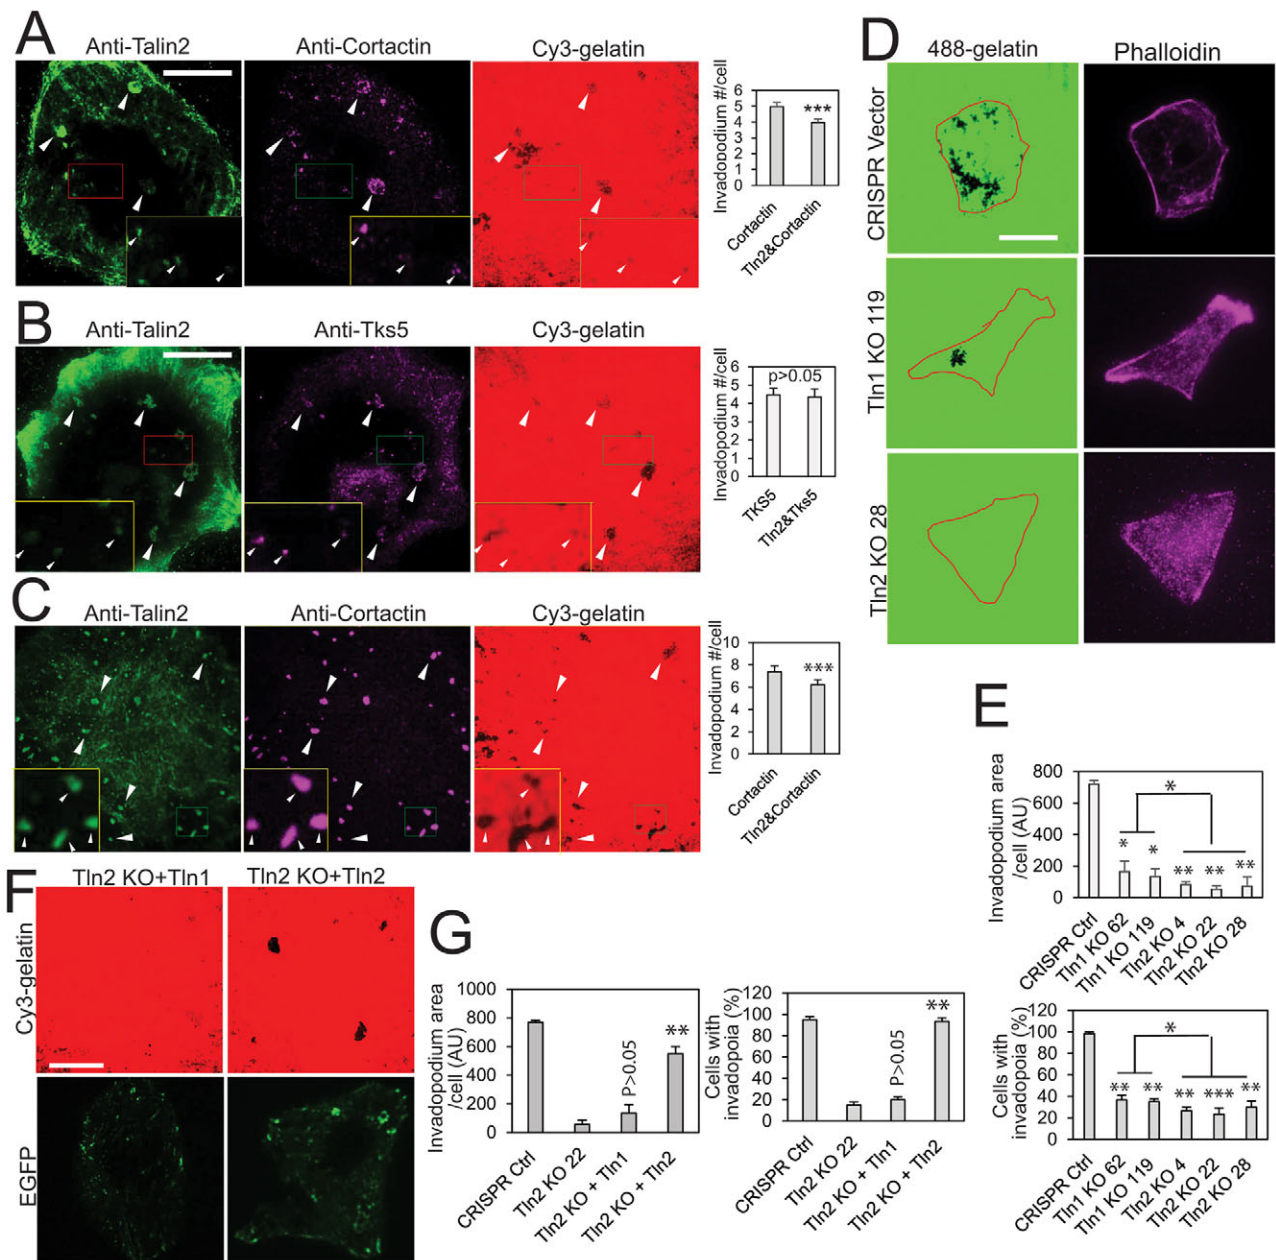 A
Anti-Talin2
Anti-Cortactin
Cy3-gelatin
Invadopodium #/cell
6
5
4
3
2
1
0
***
Cortactin
Tln2&Cortactin
B
Anti-Talin2
Anti-Tks5
Cy3-gelatin
Invadopodium #/cell
6
5
4
3
2
1
0
p>0.05
TKS5
Tln2&Tks5
C
Anti-Talin2
Anti-Cortactin
Cy3-gelatin
Invadopodium #/cell
10
8
6
4
2
0
***
Cortactin
Tln2&Cortactin
D
488-gelatin
Phalloidin
CRISPR Vector
Tln1 KO 119
Tln2 KO 28
E
Invadopodium area
/cell (AU)
800
600
400
200
0
*
*
*
**
**
**
CRISPR Ctrl
Tln1 KO 62
Tln1 KO 119
Tln2 KO 4
Tln2 KO 22
Tln2 KO 28
Cells with
invadopoia (%)
120
100
80
60
40
20
0
*
**
**
**
***
**
CRISPR Ctrl
Tln1 KO 62
Tln1 KO 119
Tln2 KO 4
Tln2 KO 22
Tln2 KO 28
F
Tln2 KO+Tln1
Tln2 KO+Tln2
Cy3-gelatin
EGFP
G
Invadopodium area
/cell (AU)
1000
800
600
400
200
0
P>0.05
**
CRISPR Ctrl
Tln2 KO 22
Tln2 KO + Tln1
Tln2 KO + Tln2
Cells with
invadopoia (%)
120
100
80
60
40
20
0
P>0.05
**
CRISPR Ctrl
Tln2 KO 22
Tln2 KO + Tln1
Tln2 KO + Tln2